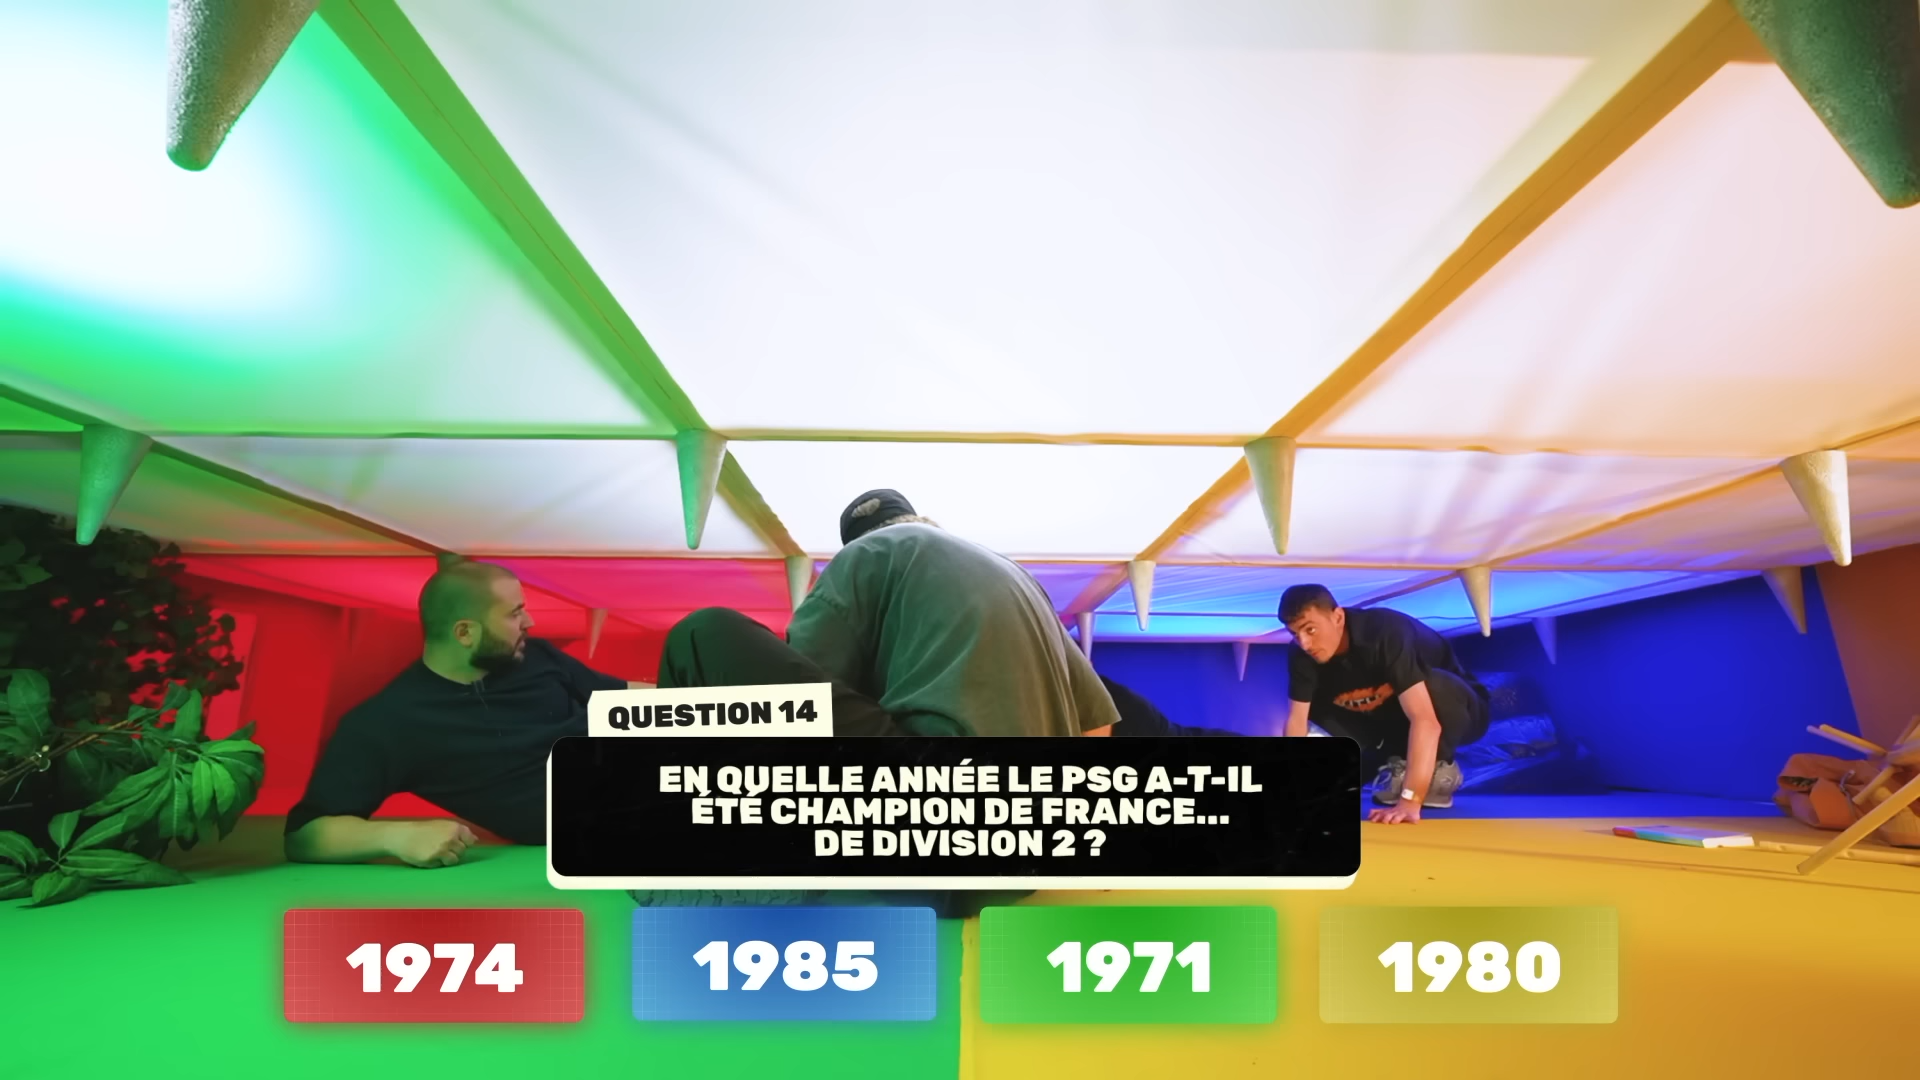 QUESTION 14
EN QUELLE ANNÉE LE PSG A-T-IL
ÉTÉ CHAMPION DE FRANCE...
DE DIVISION 2 ?
1974
1985
1971
1980